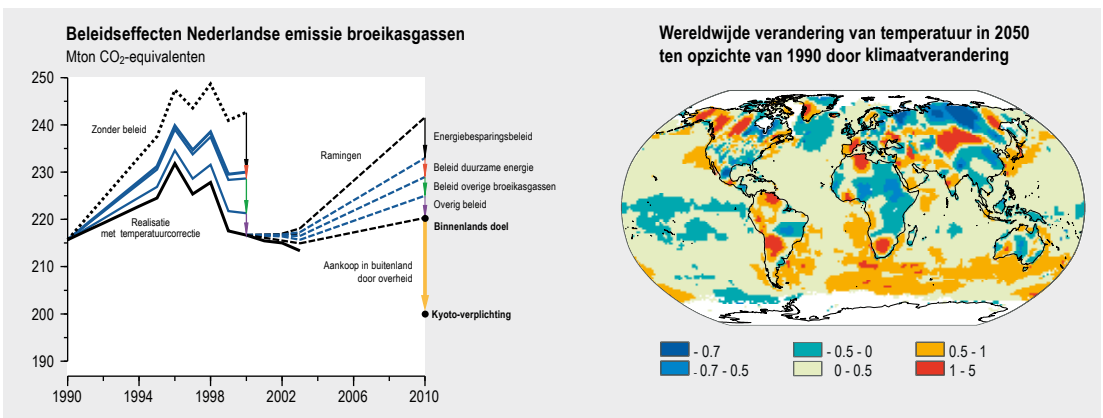 Beleidseffecten Nederlandse emissie broeikasgassen
Mton CO₂-equivalenten
250
240
230
220
210
200
190
1990
1994
1998
2002
2006
2010
Zonder beleid
Realisatie
met temperatuurcorrectie
Ramingen
Energiebesparingsbeleid
Beleid duurzame energie
Beleid overige broeikasgassen
Overig beleid
Binnenlands doel
Aankoop in buitenland
door overheid
Kyoto-verplichting
Wereldwijde verandering van temperatuur in 2050
ten opzichte van 1990 door klimaatverandering
- 0.7
- 0.7 - 0.5
- 0.5 - 0
0 - 0.5
0.5 - 1
1 - 5